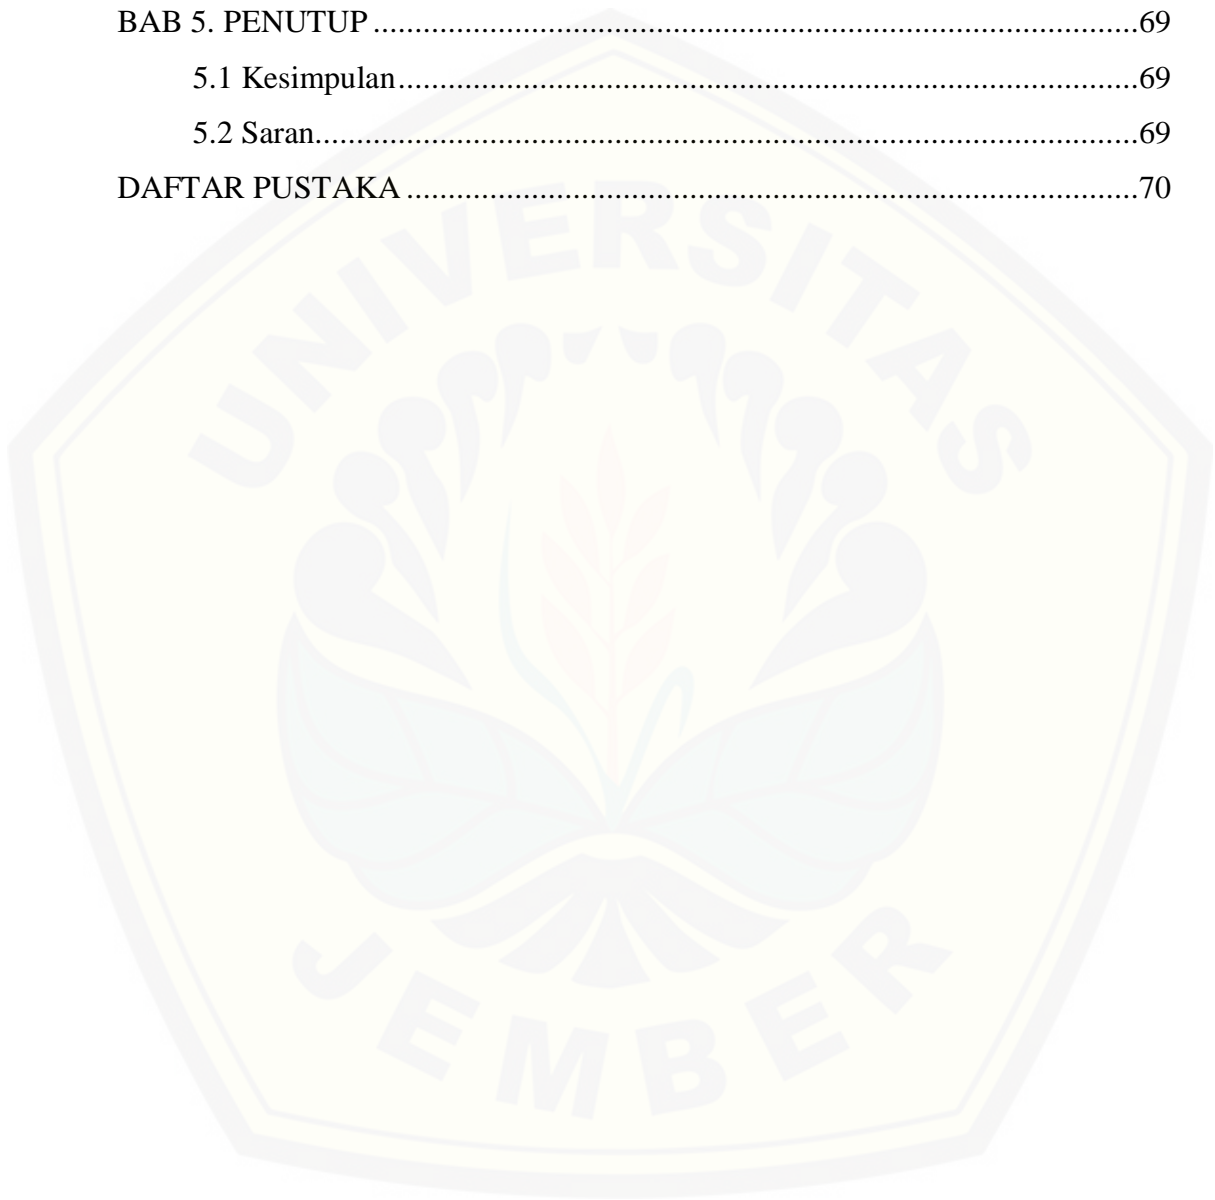 BAB 5. PENUTUP ........................................................................................... 69
5.1 Kesimpulan ........................................................................................ 69
5.2 Saran .................................................................................................. 69
DAFTAR PUSTAKA ....................................................................................... 70
UNIVERSITAS
JEMBER